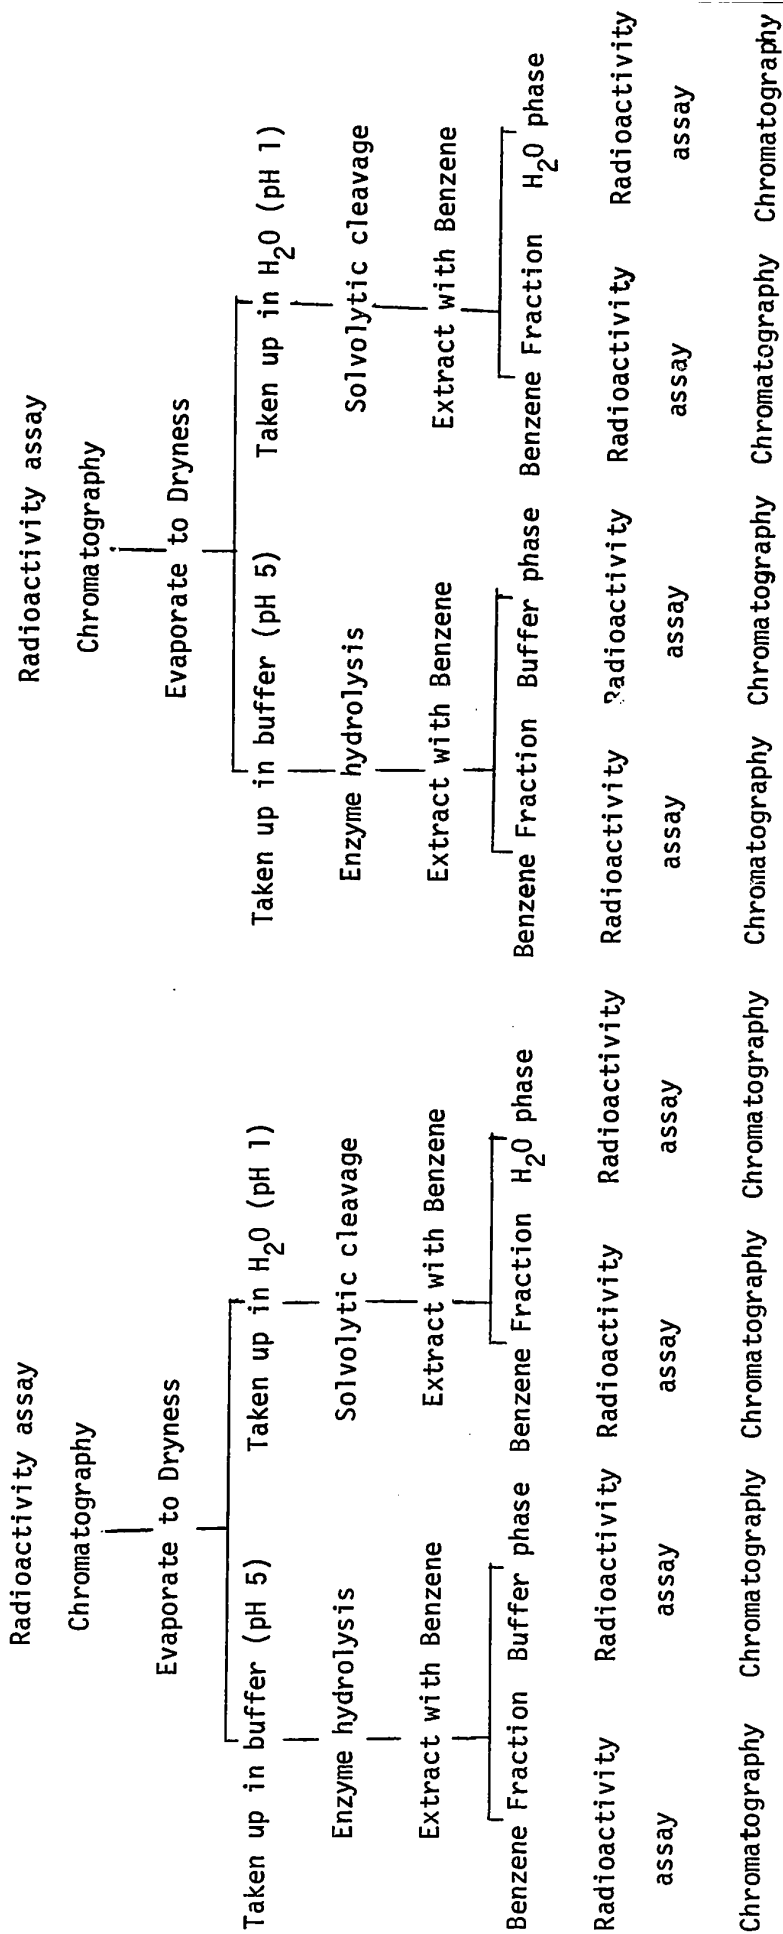 Radioactivity assay Radioactivity assay
Chromatography Chromatography
Evaporate to Dryness Evaporate to Dryness
Taken up in buffer (pH 5) Taken up in H2O (pH 1) Taken up in buffer (pH 5) Taken up in H2O (pH 1)
Enzyme hydrolysis Solvolytic cleavage Enzyme hydrolysis Solvolytic cleavage
Extract with Benzene Extract with Benzene Extract with Benzene Extract with Benzene
Benzene Fraction Buffer phase Benzene Fraction H2O phase Benzene Fraction Buffer phase Benzene Fraction H2O phase
Radioactivity Radioactivity Radioactivity Radioactivity Radioactivity Radioactivity Radioactivity Radioactivity
assay assay assay assay assay assay assay assay
Chromatography Chromatography Chromatography Chromatography Chromatography Chromatography Chromatography Chromatography